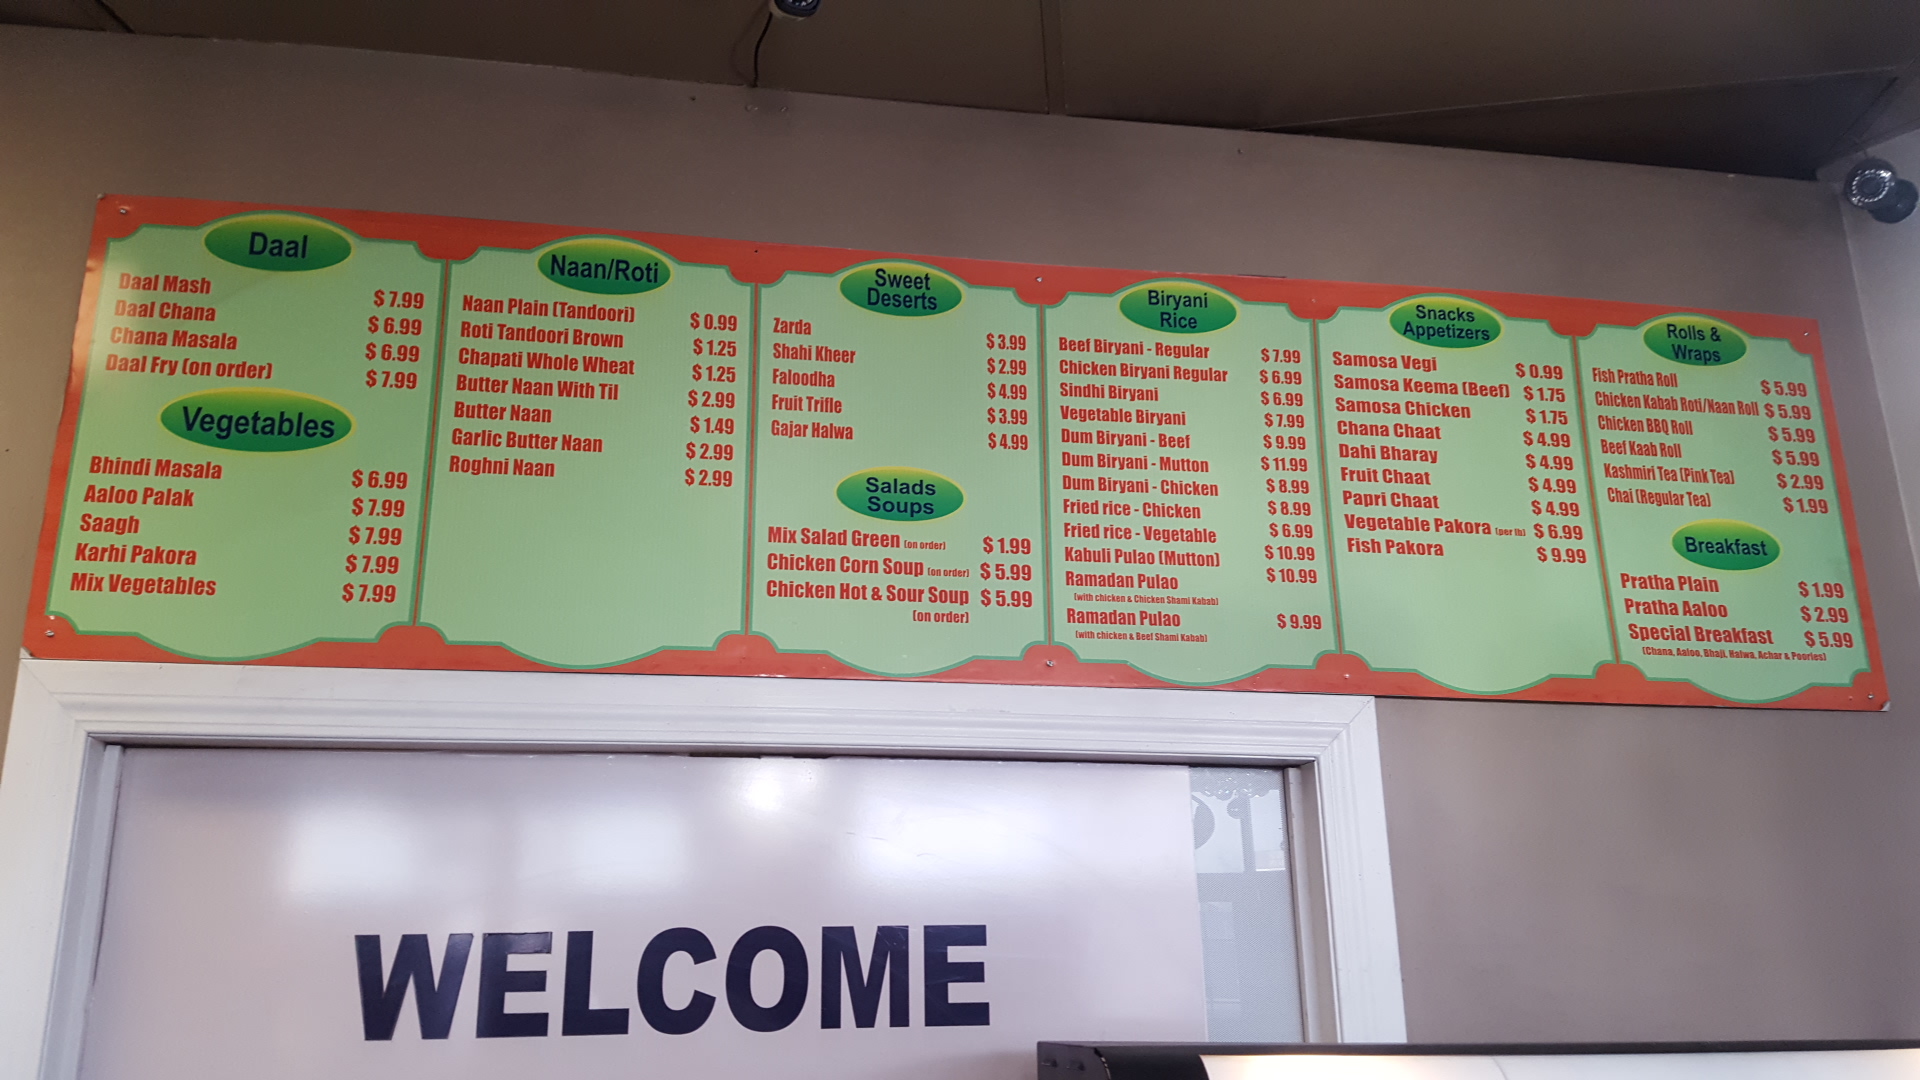 Daal
Daal Mash $ 7.99
Daal Chana $ 6.99
Chana Masala $ 6.99
Daal Fry (on order) $ 7.99
Vegetables
Bhindi Masala $ 6.99
Aaloo Palak $ 7.99
Saagh $ 7.99
Karhi Pakora $ 7.99
Mix Vegetables $ 7.99
Naan/Roti
Naan Plain (Tandoori) $ 0.99
Roti Tandoori Brown $ 1.25
Chapati Whole Wheat $ 1.25
Butter Naan With Til $ 2.99
Butter Naan $ 1.49
Garlic Butter Naan $ 2.99
Roghni Naan $ 2.99
Sweet
Deserts
Zarda $ 3.99
Shahi Kheer $ 2.99
Faloodha $ 4.99
Fruit Trifle $ 3.99
Gajar Halwa $ 4.99
Salads
Soups
Mix Salad Green (on order) $ 1.99
Chicken Corn Soup (on order) $ 5.99
Chicken Hot & Sour Soup $ 5.99
(on order)
Biryani
Rice
Beef Biryani - Regular $ 7.99
Chicken Biryani Regular $ 6.99
Sindhi Biryani $ 6.99
Vegetable Biryani $ 7.99
Dum Biryani - Beef $ 9.99
Dum Biryani - Mutton $ 11.99
Dum Biryani - Chicken $ 8.99
Fried rice - Chicken $ 8.99
Fried rice - Vegetable $ 6.99
Kabuli Pulao (Mutton) $ 10.99
Ramadan Pulao $ 10.99
(with chicken & Chicken Shami Kabab)
Ramadan Pulao $ 9.99
(with chicken & Beef Shami Kabab)
Snacks
Appetizers
Samosa Vegi $ 0.99
Samosa Keema (Beef) $ 1.75
Samosa Chicken $ 1.75
Chana Chaat $ 4.99
Dahi Bharay $ 4.99
Fruit Chaat $ 4.99
Papri Chaat $ 4.99
Vegetable Pakora (per lb) $ 6.99
Fish Pakora $ 9.99
Rolls &
Wraps
Fish Pratha Roll $ 5.99
Chicken Kabab Roti/Naan Roll $ 5.99
Chicken BBQ Roll $ 5.99
Beef Kaab Roll $ 5.99
Kashmiri Tea (Pink Tea) $ 2.99
Chai (Regular Tea) $ 1.99
Breakfast
Pratha Plain $ 1.99
Pratha Aaloo $ 2.99
Special Breakfast $ 5.99
(Chana, Aaloo, Bhaji, Halwa, Achar & Poories)
WELCOME